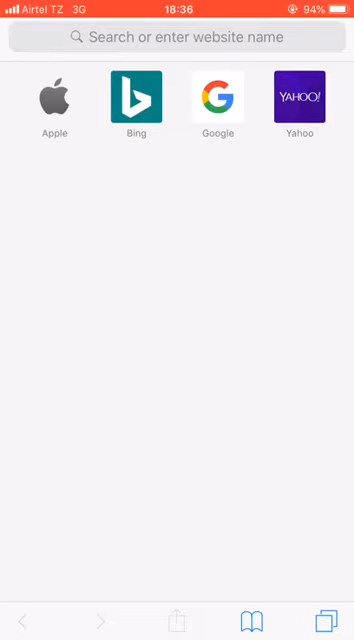 Airtel TZ 3G 18:36 94%
Search or enter website name
YAHOO!
Apple Bing Google Yahoo